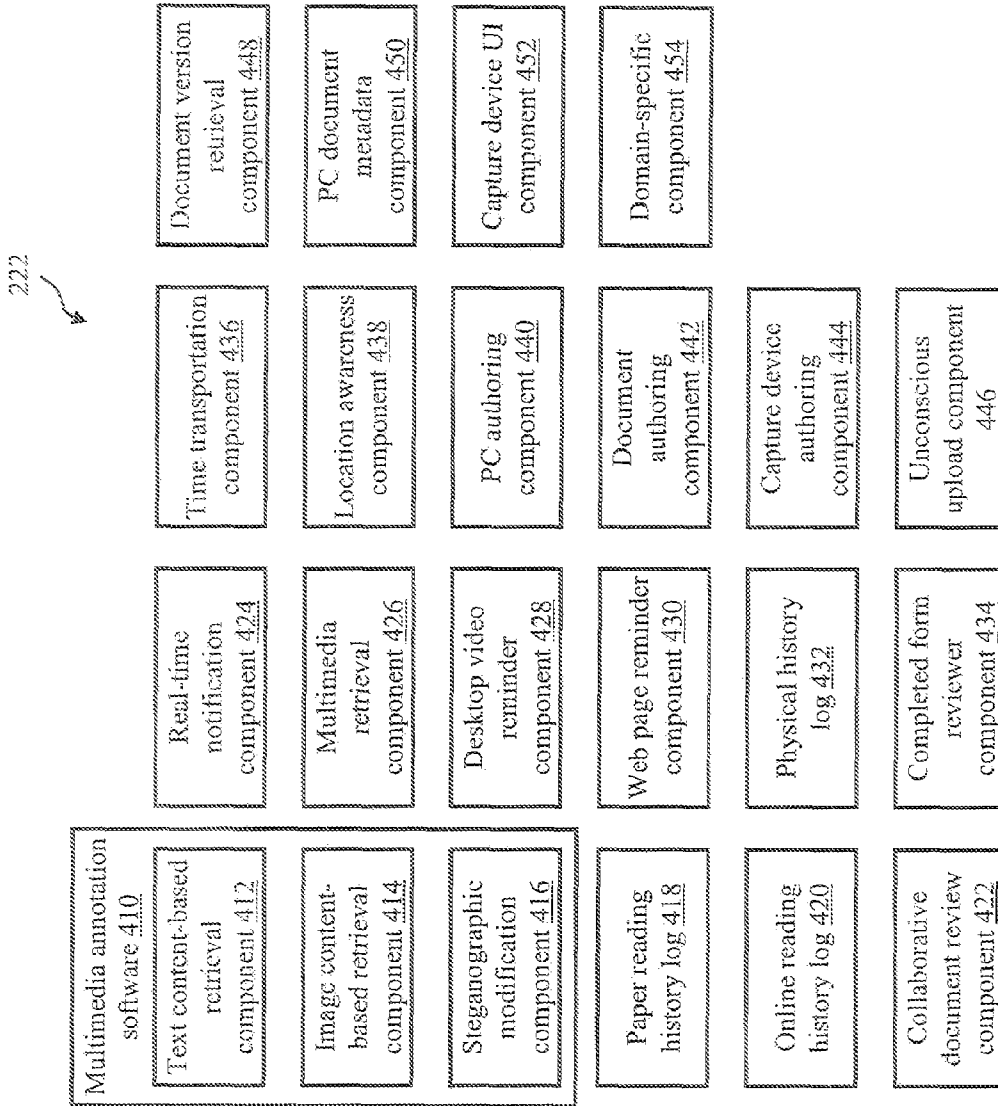 222
Multimedia annotation
software 410
Text content-based
retrieval
component 412
Image content-
based retrieval
component 414
Steganographic
modification
component 416
Paper reading
history log 418
Online reading
history log 420
Collaborative
document review
component 422
Real-time
notification
component 424
Multimedia
retrieval
component 426
Desktop video
reminder
component 428
Web page reminder
component 430
Physical history
log 432
Completed form
reviewer
component 434
Time transportation
component 436
Location awareness
component 438
PC authoring
component 440
Document
authoring
component 442
Capture device
authoring
component 444
Unconscious
upload component
446
Document version
retrieval
component 448
PC document
metadata
component 450
Capture device UI
component 452
Domain-specific
component 454